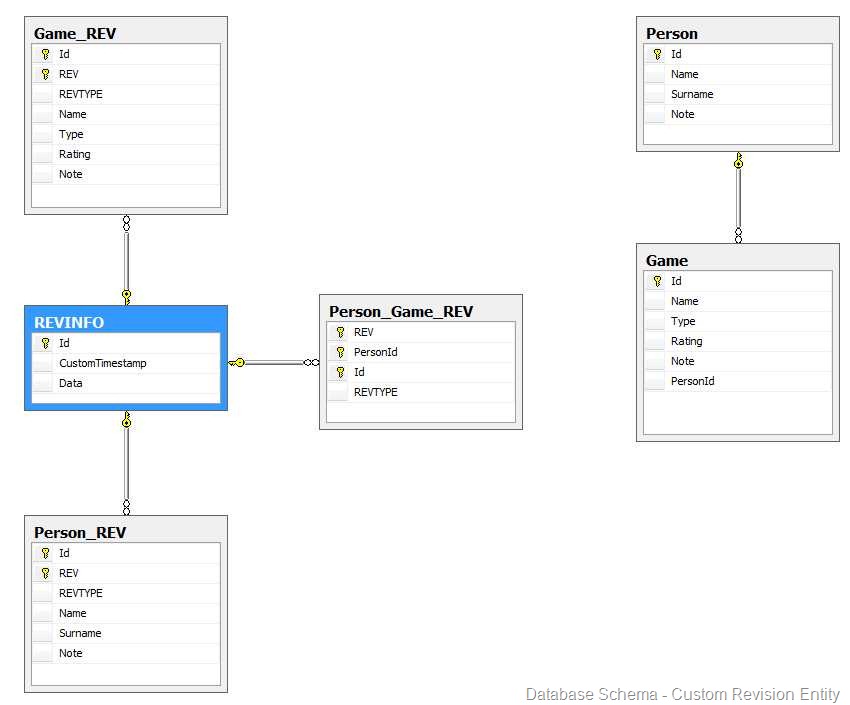 Game_REV
Id
REV
REVTYPE
Name
Type
Rating
Note
REVINFO
Id
CustomTimestamp
Data
Person_Game_REV
REV
PersonId
Id
REVTYPE
Person_REV
Id
REV
REVTYPE
Name
Surname
Note
Person
Id
Name
Surname
Note
Game
Id
Name
Type
Rating
Note
PersonId
Database Schema - Custom Revision Entity